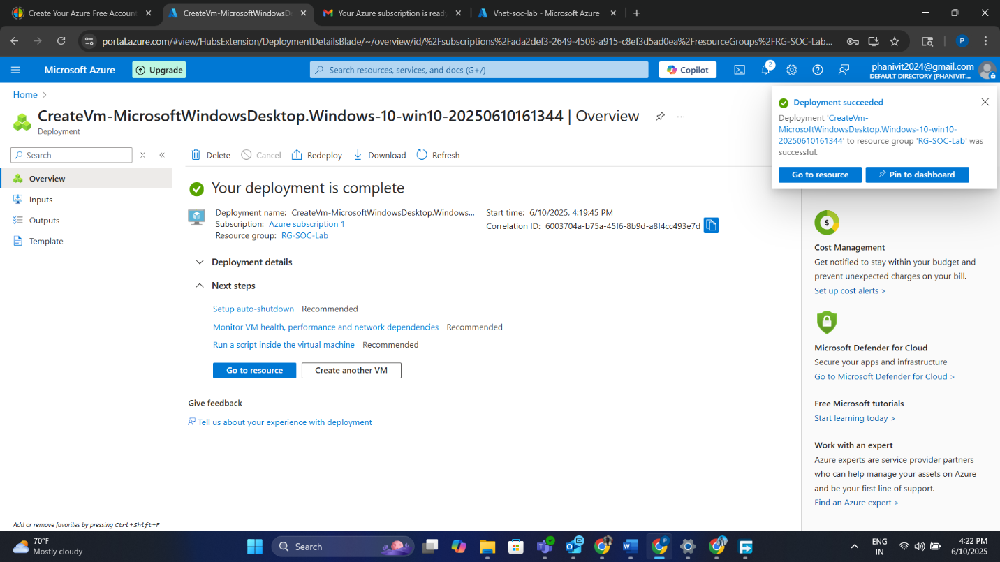 Create Your Azure Free Account
CreateVm-MicrosoftWindowsD
Your Azure subscription is ready
Vnet-soc-lab - Microsoft Azure
portal.azure.com/#view/HubsExtension/DeploymentDetailsBlade/~/overview/id/%2Fsubscriptions%2Fada2def3-2649-4508-a915-c8ef3d5ad0ea%2FresourceGroups%2FRG-SOC-Lab...
P
Microsoft Azure
Upgrade
Search resources, services, and docs (G+/)
Copilot
2
phanivit2024@gmail.com
DEFAULT DIRECTORY (PHANIVIT...
Home
CreateVm-MicrosoftWindowsDesktop.Windows-10-win10-20250610161344 | Overview
Deployment
Search
Delete
Cancel
Redeploy
Download
Refresh
Overview
Inputs
Outputs
Template
Your deployment is complete
Deployment name: CreateVm-MicrosoftWindowsDesktop.Windows...
Subscription: Azure subscription 1
Resource group: RG-SOC-Lab
Start time: 6/10/2025, 4:19:45 PM
Correlation ID: 6003704a-b75a-45f6-8b9d-a8f4cc493e7d
Deployment details
Next steps
Setup auto-shutdown Recommended
Monitor VM health, performance and network dependencies Recommended
Run a script inside the virtual machine Recommended
Go to resource
Create another VM
Give feedback
Tell us about your experience with deployment
Deployment succeeded
Deployment 'CreateVm-
MicrosoftWindowsDesktop.Windows-10-win10-
20250610161344' to resource group 'RG-SOC-Lab' was
successful.
Go to resource
Pin to dashboard
$
Cost Management
Get notified to stay within your budget and
prevent unexpected charges on your bill.
Set up cost alerts >
Microsoft Defender for Cloud
Secure your apps and infrastructure
Go to Microsoft Defender for Cloud >
Free Microsoft tutorials
Start learning today >
Work with an expert
Azure experts are service provider partners
who can help manage your assets on Azure
and be your first line of support.
Find an Azure expert >
Add or remove favorites by pressing Ctrl+Shift+F
70°F
Mostly cloudy
Search
ENG
IN
4:22 PM
6/10/2025